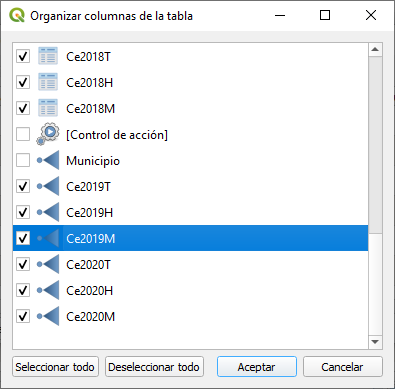 Organizar columnas de la tabla
Ce2018T
Ce2018H
Ce2018M
[Control de acción]
Municipio
Ce2019T
Ce2019H
Ce2019M
Ce2020T
Ce2020H
Ce2020M
Seleccionar todo Deseleccionar todo Aceptar Cancelar